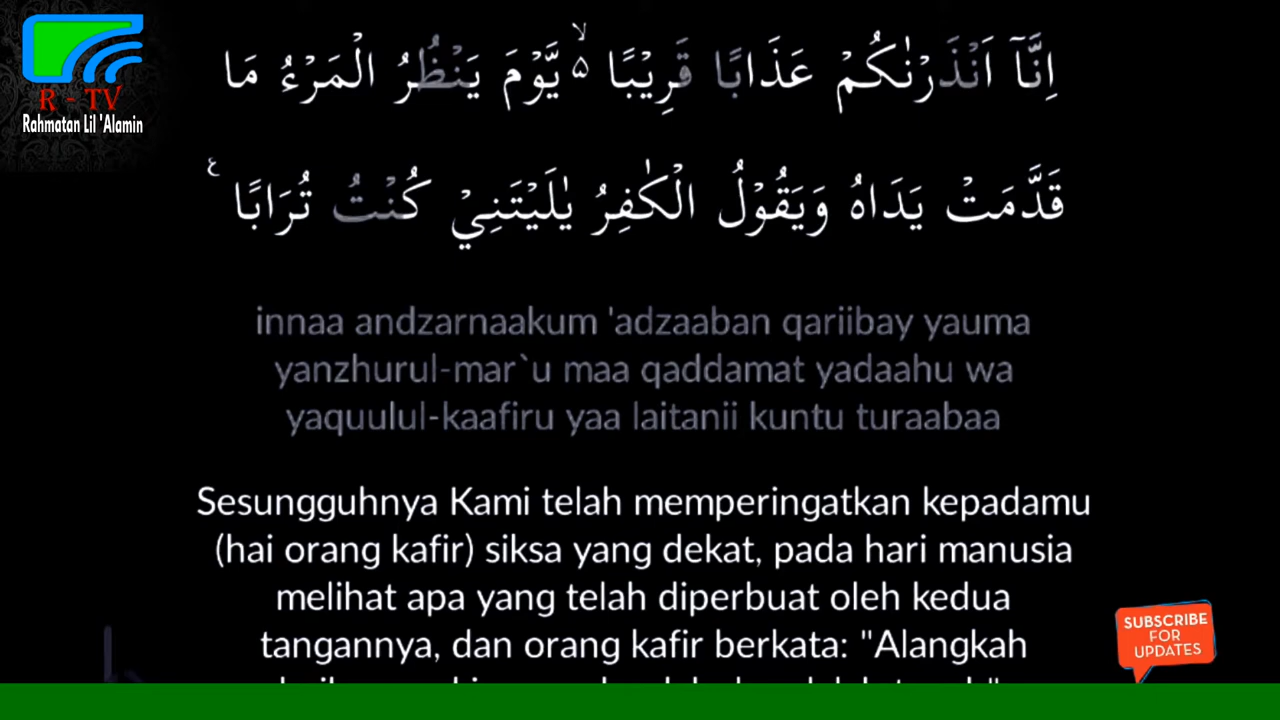 R - TV
Rahmatan Lil 'Alamin
اِنَّآ اَنْذَرْنٰكُمْ عَذَابًا قَرِيْبًا ەۙ يَّوْمَ يَنْظُرُ الْمَرْءُ مَا
قَدَّمَتْ يَدَاهُ وَيَقُوْلُ الْكٰفِرُ يٰلَيْتَنِيْ كُنْتُ تُرَابًا ࣖ
innaa andzarnaakum 'adzaaban qariibay yauma
yanzhurul-mar`u maa qaddamat yadaahu wa
yaquulul-kaafiru yaa laitanii kuntu turaabaa
Sesungguhnya Kami telah memperingatkan kepadamu
(hai orang kafir) siksa yang dekat, pada hari manusia
melihat apa yang telah diperbuat oleh kedua
tangannya, dan orang kafir berkata: "Alangkah
SUBSCRIBE
FOR
UPDATES